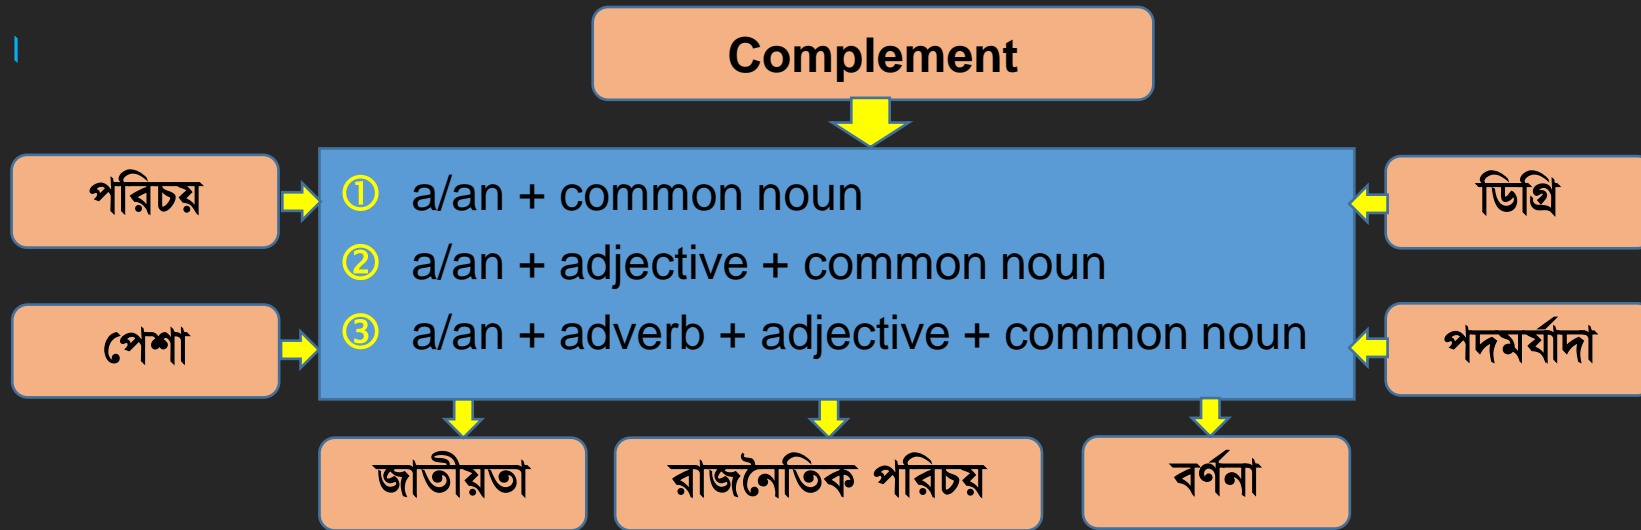 ।
Complement
পরিচয়
① a/an + common noun
ডিগ্রি
② a/an + adjective + common noun
পেশা
③ a/an + adverb + adjective + common noun
পদমর্যাদা
জাতীয়তা
রাজনৈতিক পরিচয়
বর্ণনা